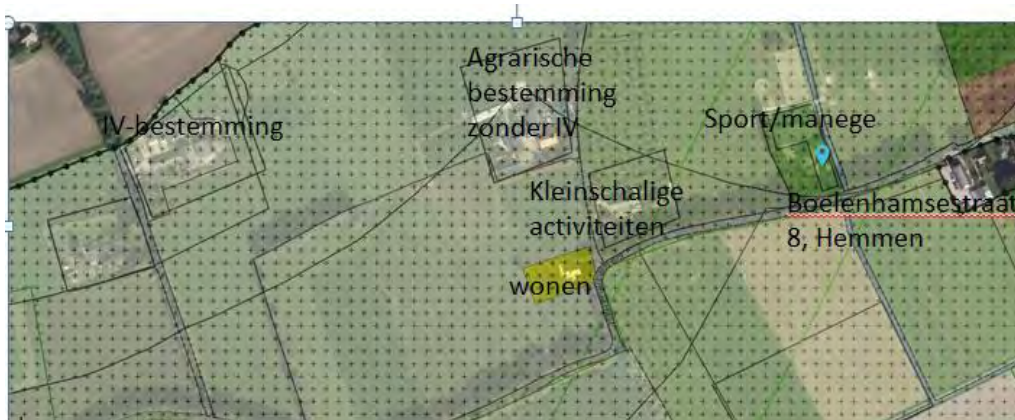 IV-bestemming
Agrarische
bestemming
zonder IV
Sport/manege
Kleinschalige
activiteiten
Boelenhamsestraat
8, Hemmen
wonen